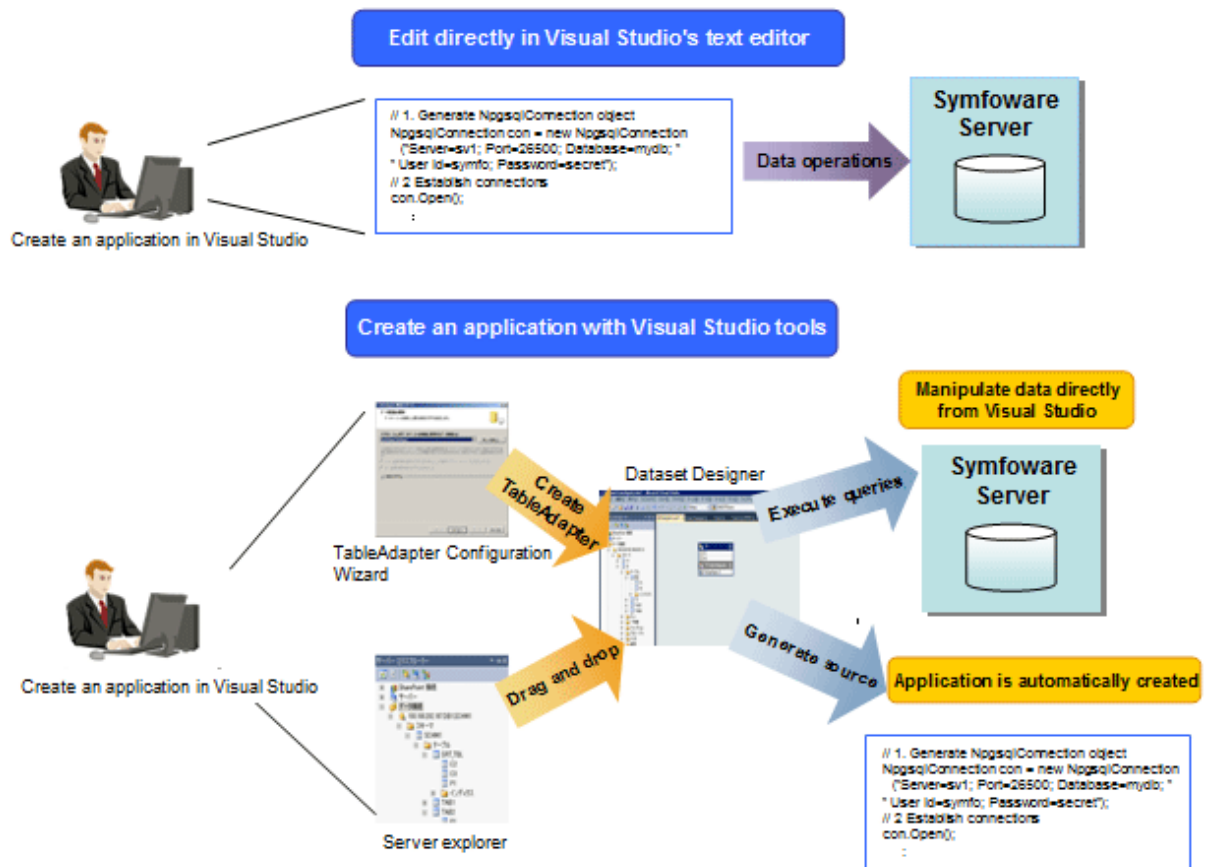 Edit directly in Visual Studio's text editor
// 1. Generate NpgsqlConnection object
NpgsqlConnection con = new NpgsqlConnection
("Server=sv1; Port=26500; Database=mydb; "
" User Id=symfo; Password=secret");
// 2 Establish connections
con.Open();
:
Data operations
Symfoware
Server
Create an application in Visual Studio
Create an application with Visual Studio tools
Manipulate data directly
from Visual Studio
Symfoware
Server
Dataset Designer
Create
TableAdapter
Execute queries
TableAdapter Configuration
Wizard
Create an application in Visual Studio
Drag and drop
Generate source
Application is automatically created
Server explorer
// 1. Generate NpgsqlConnection object
NpgsqlConnection con = new NpgsqlConnection
("Server=sv1; Port=26500; Database=mydb; "
" User Id=symfo; Password=secret");
// 2 Establish connections
con.Open();
: